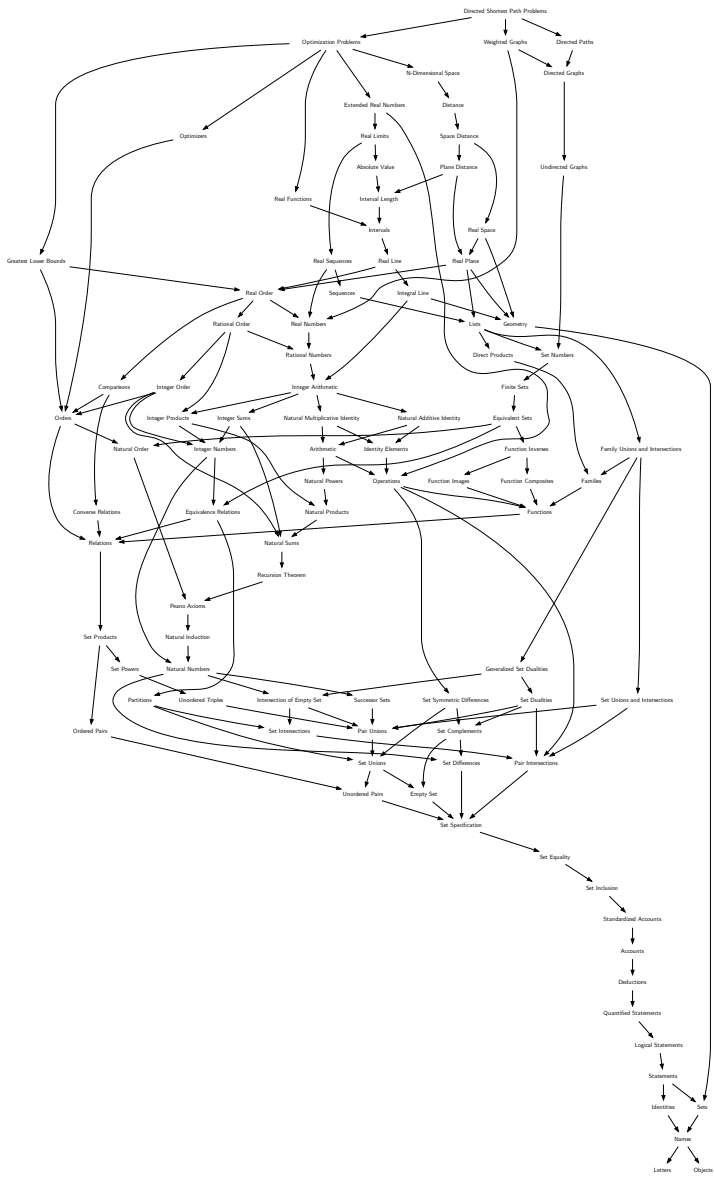 Directed Shortest Path Problems
Optimization Problems
Weighted Graphs
Directed Paths
N-Dimensional Space
Directed Graphs
Extended Real Numbers
Distance
Optimizers
Real Limits
Space Distance
Absolute Value
Plane Distance
Undirected Graphs
Real Functions
Interval Length
Intervals
Real Space
Greatest Lower Bounds
Real Sequences
Real Line
Real Plane
Real Order
Sequences
Integral Line
Rational Order
Real Numbers
Lists
Geometry
Rational Numbers
Direct Products
Set Numbers
Comparisons
Integer Order
Integer Arithmetic
Finite Sets
Orders
Integer Products
Integer Sums
Natural Multiplicative Identity
Natural Additive Identity
Equivalent Sets
Natural Order
Integer Numbers
Arithmetic
Identity Elements
Function Inverses
Family Unions and Intersections
Natural Powers
Operations
Function Images
Function Composites
Families
Converse Relations
Equivalence Relations
Natural Products
Functions
Relations
Natural Sums
Recursion Theorem
Peano Axioms
Set Products
Natural Induction
Set Powers
Natural Numbers
Generalized Set Dualities
Partitions
Unordered Triples
Intersection of Empty Set
Successor Sets
Set Symmetric Differences
Set Dualities
Set Unions and Intersections
Ordered Pairs
Set Intersections
Pair Unions
Set Complements
Set Unions
Set Differences
Pair Intersections
Unordered Pairs
Empty Set
Set Specification
Set Equality
Set Inclusion
Standardized Accounts
Accounts
Deductions
Quantified Statements
Logical Statements
Statements
Identities
Sets
Names
Letters
Objects